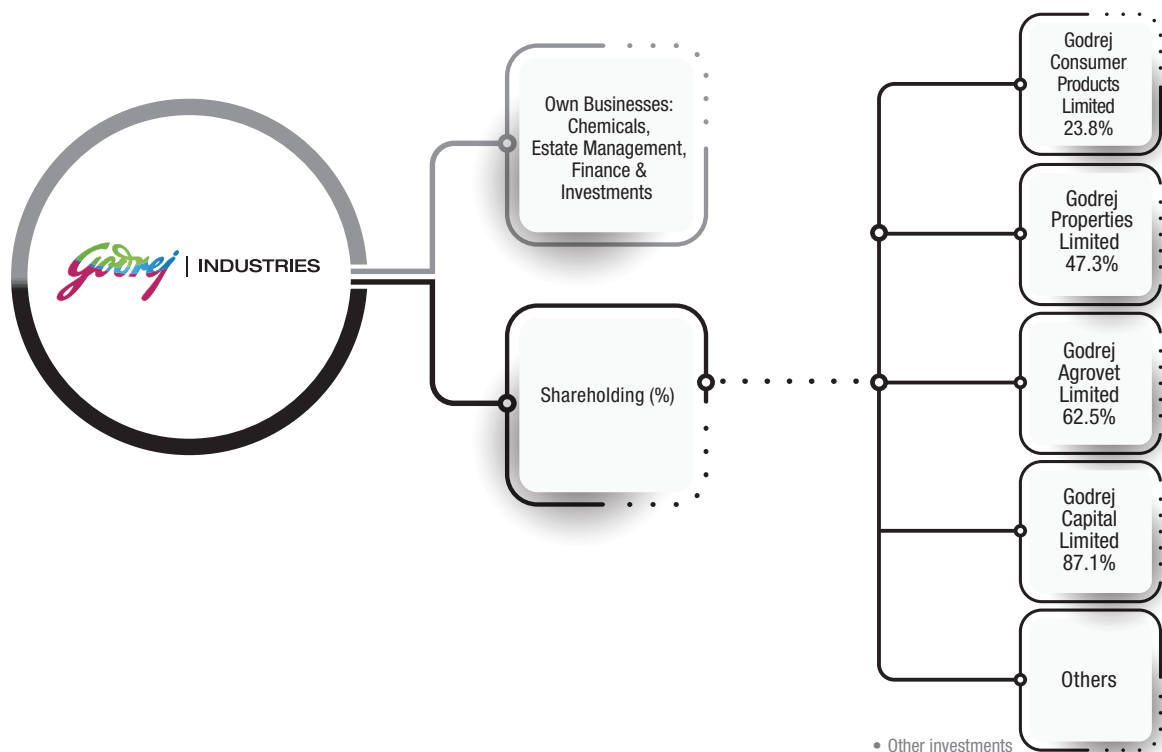 Godrej | INDUSTRIES
Own Businesses:
Chemicals,
Estate Management,
Finance &
Investments
Shareholding (%)
Godrej
Consumer
Products
Limited
23.8%
Godrej
Properties
Limited
47.3%
Godrej
Agrovet
Limited
62.5%
Godrej
Capital
Limited
87.1%
Others
• Other investments